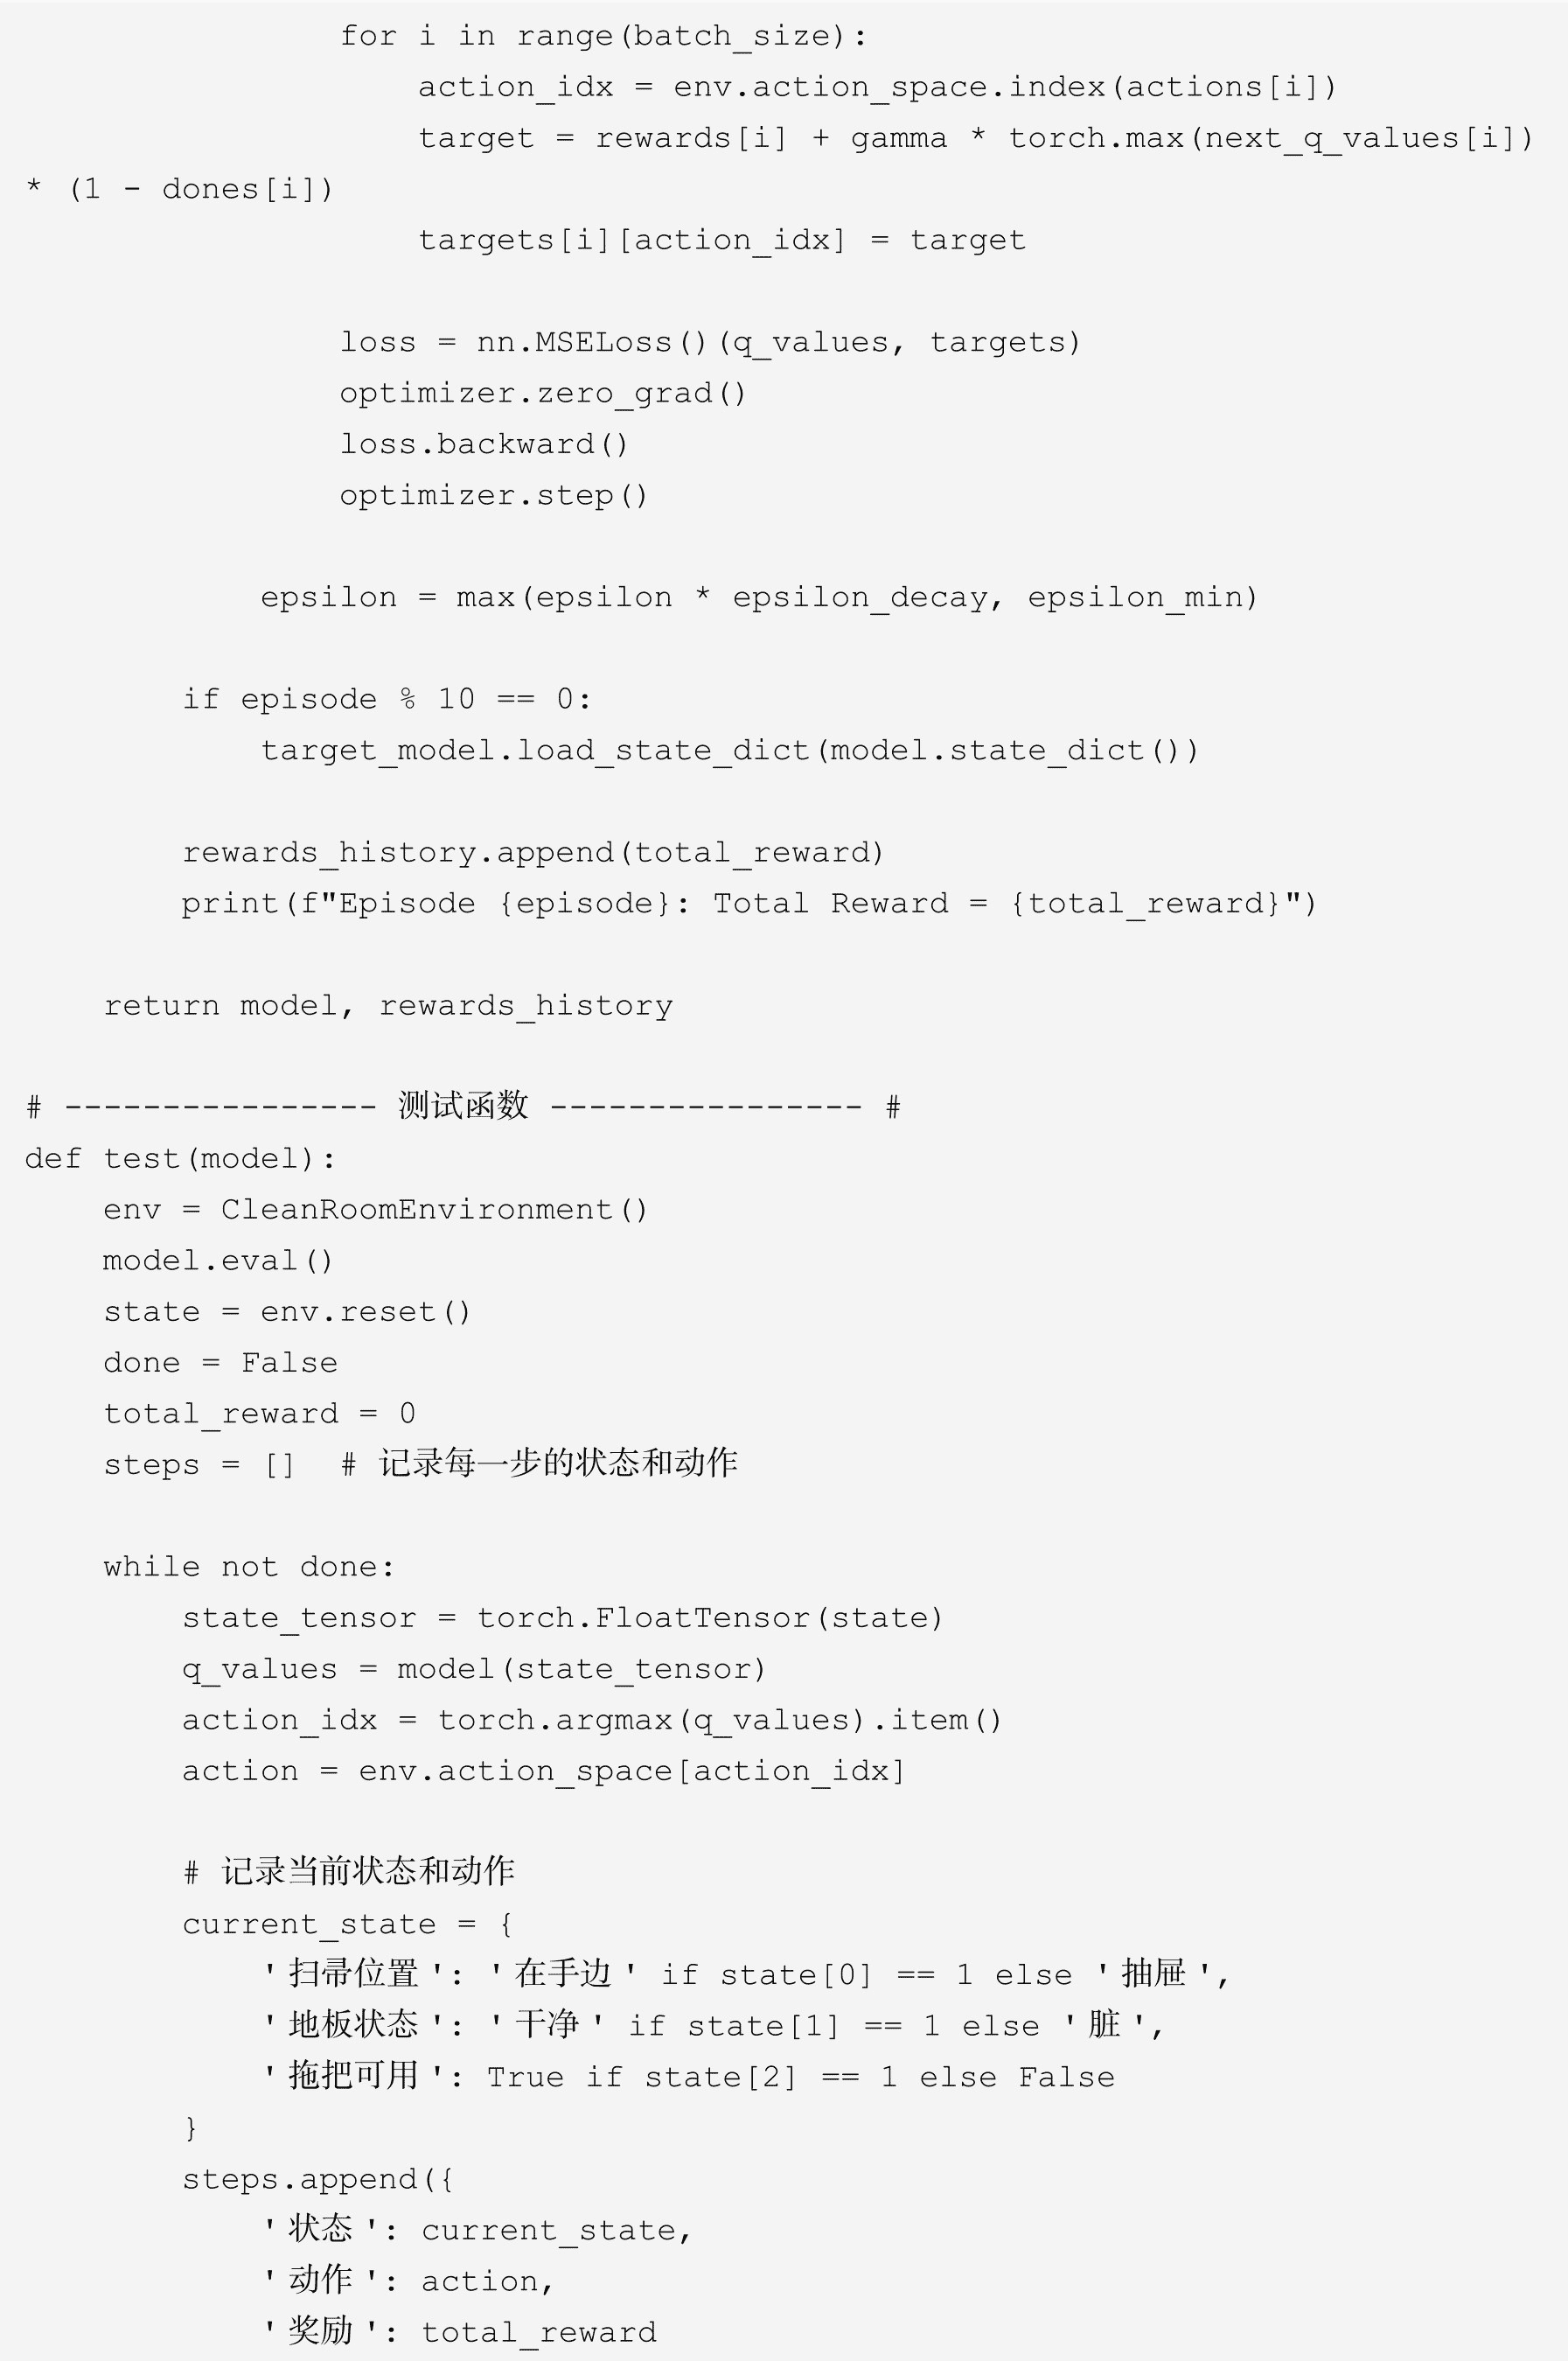 for i in range(batch_size):
                    action_idx = env.action_space.index(actions[i])
                    target = rewards[i] + gamma * torch.max(next_q_values[i])
* (1 - dones[i])
                    targets[i][action_idx] = target

                loss = nn.MSELoss()(q_values, targets)
                optimizer.zero_grad()
                loss.backward()
                optimizer.step()

            epsilon = max(epsilon * epsilon_decay, epsilon_min)

        if episode % 10 == 0:
            target_model.load_state_dict(model.state_dict())

        rewards_history.append(total_reward)
        print(f"Episode {episode}: Total Reward = {total_reward}")

    return model, rewards_history

# ---------------- 测试函数 ---------------- #
def test(model):
    env = CleanRoomEnvironment()
    model.eval()
    state = env.reset()
    done = False
    total_reward = 0
    steps = []  # 记录每一步的状态和动作

    while not done:
        state_tensor = torch.FloatTensor(state)
        q_values = model(state_tensor)
        action_idx = torch.argmax(q_values).item()
        action = env.action_space[action_idx]

        # 记录当前状态和动作
        current_state = {
            '扫帚位置': '在手边' if state[0] == 1 else '抽屉',
            '地板状态': '干净' if state[1] == 1 else '脏',
            '拖把可用': True if state[2] == 1 else False
        }
        steps.append({
            '状态': current_state,
            '动作': action,
            '奖励': total_reward